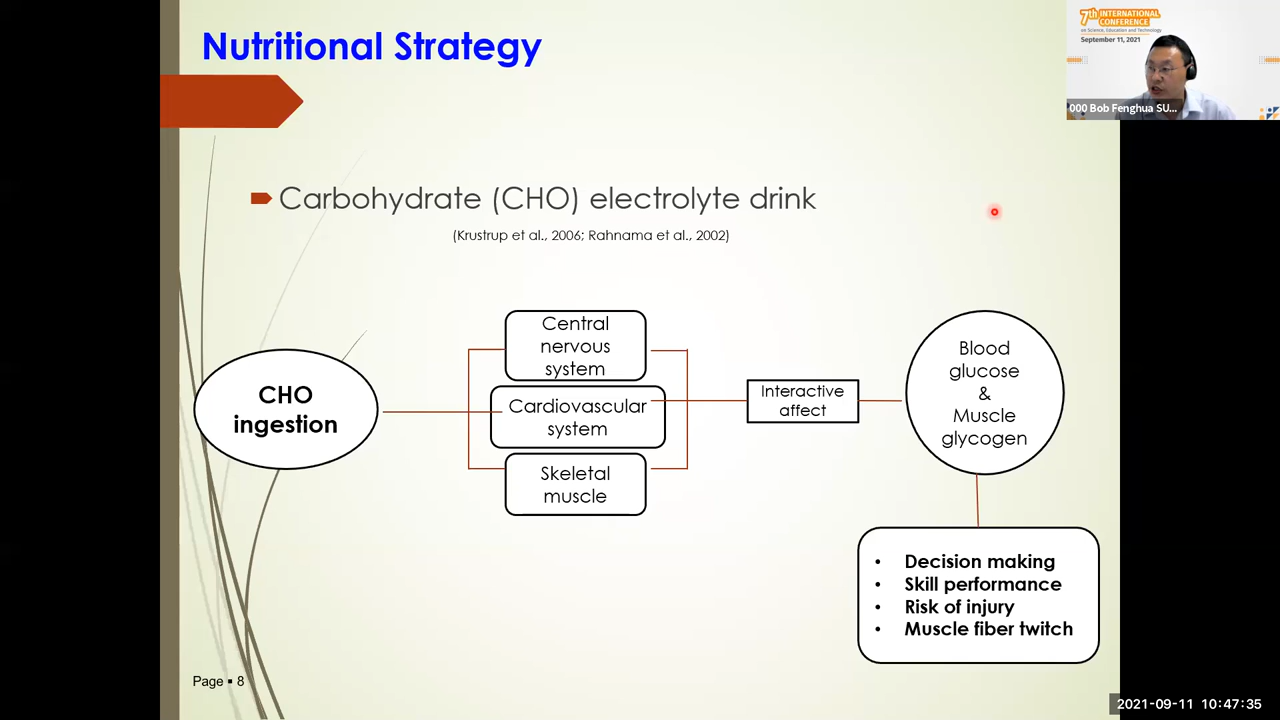 Nutritional Strategy
7th INTERNATIONAL
CONFERENCE
on Science, Education and Technology
September 11, 2021
000 Bob Fenghua SU...
Carbohydrate (CHO) electrolyte drink
(Krustrup et al., 2006; Rahnama et al., 2002)
CHO
ingestion
Central
nervous
system
Cardiovascular
system
Skeletal
muscle
Interactive
affect
Blood
glucose
&
Muscle
glycogen
• Decision making
• Skill performance
• Risk of injury
• Muscle fiber twitch
Page ▪ 8
2021-09-11 10:47:35